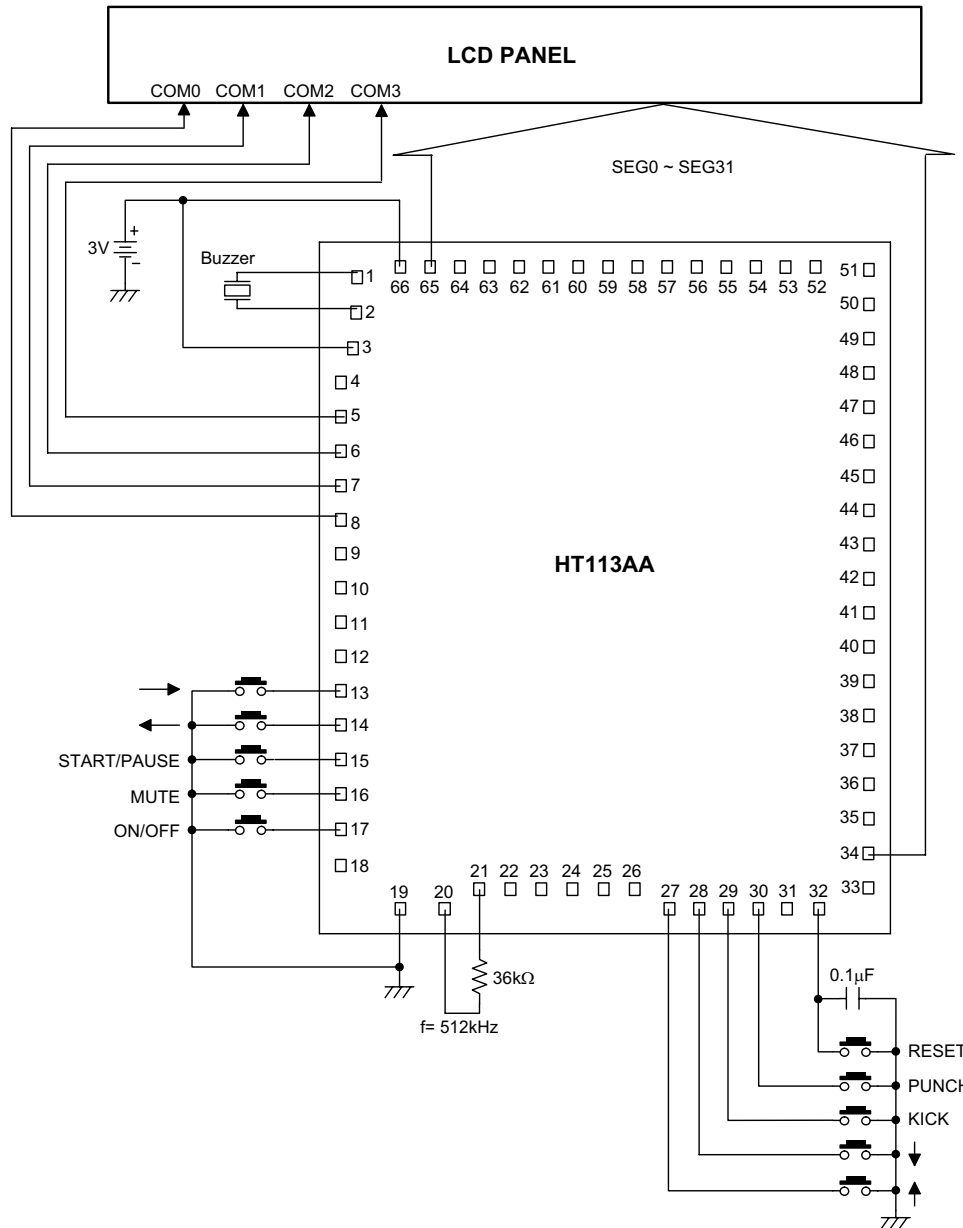 LCD PANEL
COM0 COM1 COM2 COM3
SEG0 ~ SEG31
3V
+
−
Buzzer
1
2
3
4
5
6
7
8
9
10
11
12
13
14
15
16
17
18
66 65 64 63 62 61 60 59 58 57 56 55 54 53 52
51
50
49
48
47
46
45
44
43
42
41
40
39
38
37
36
35
34
33
HT113AA
START/PAUSE
MUTE
ON/OFF
19 20 21 22 23 24 25 26 27 28 29 30 31 32
36kΩ
f= 512kHz
0.1μF
RESET
PUNCH
KICK